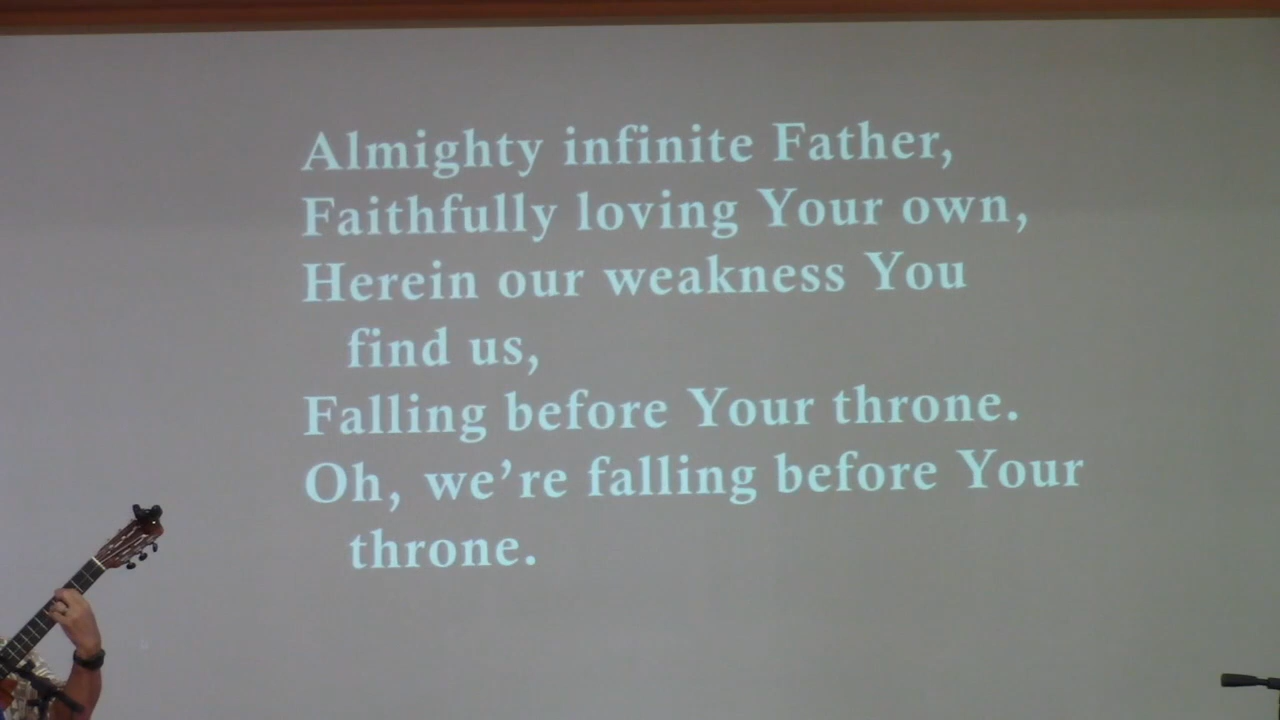 Almighty infinite Father,
Faithfully loving Your own,
Herein our weakness You
find us,
Falling before Your throne.
Oh, we’re falling before Your
throne.